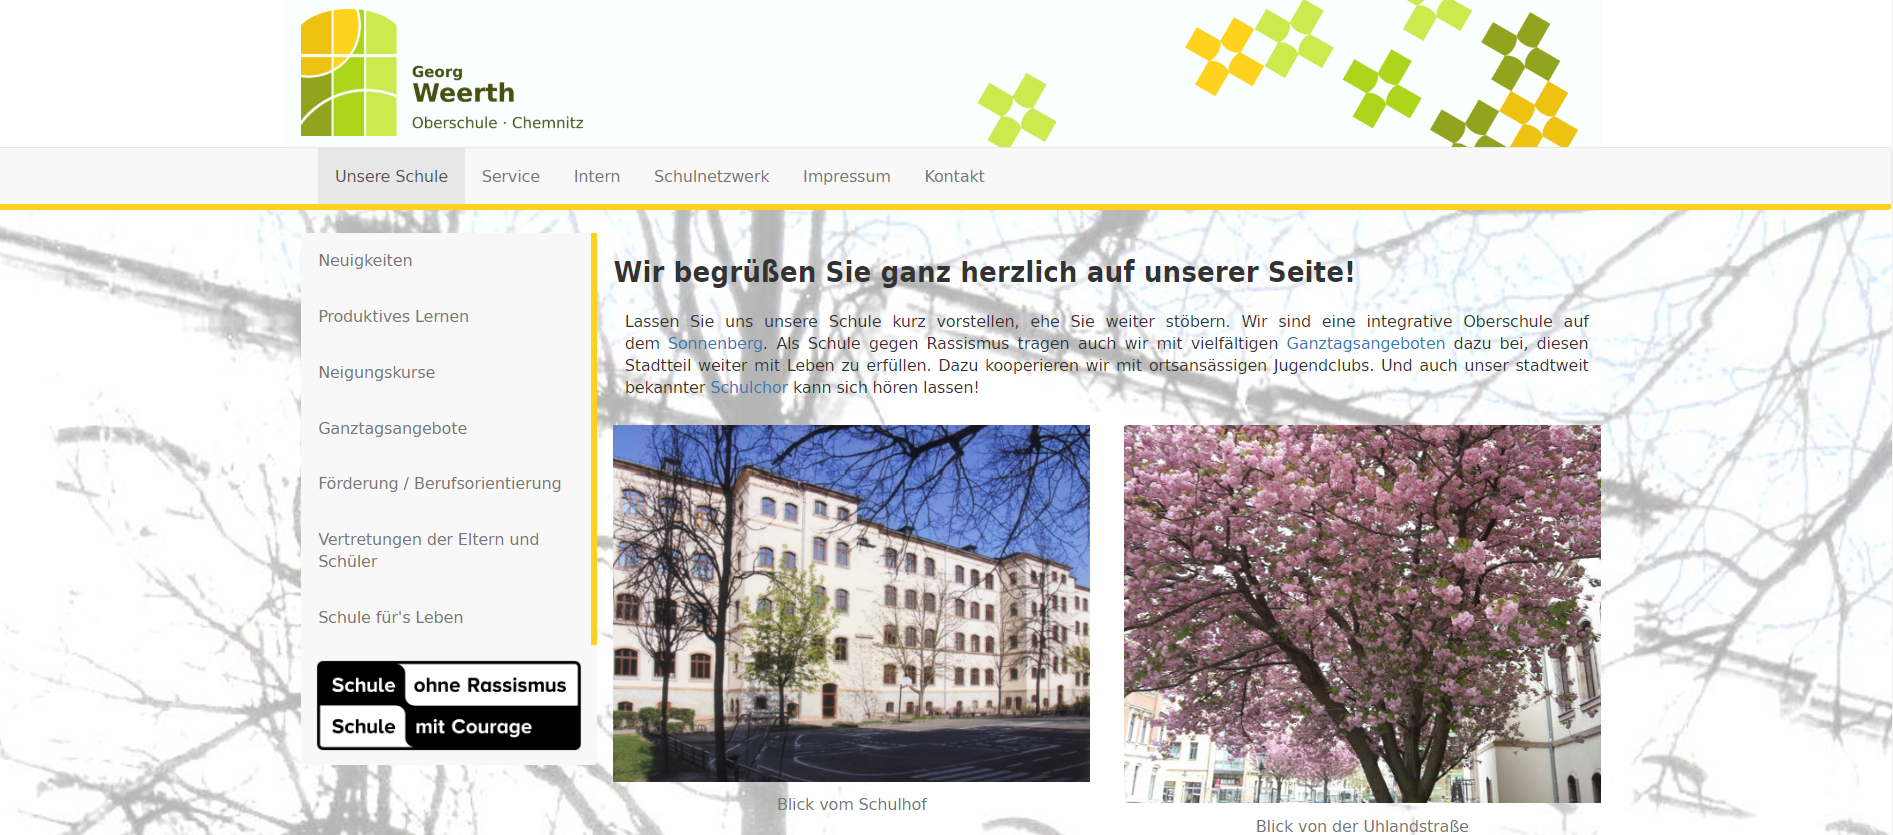 Georg
Weerth
Oberschule · Chemnitz
Unsere Schule Service Intern Schulnetzwerk Impressum Kontakt
Neuigkeiten
Produktives Lernen
Neigungskurse
Ganztagsangebote
Förderung / Berufsorientierung
Vertretungen der Eltern und
Schüler
Schule für's Leben
Schule ohne Rassismus
Schule mit Courage
Wir begrüßen Sie ganz herzlich auf unserer Seite!
Lassen Sie uns unsere Schule kurz vorstellen, ehe Sie weiter stöbern. Wir sind eine integrative Oberschule auf
dem Sonnenberg. Als Schule gegen Rassismus tragen auch wir mit vielfältigen Ganztagsangeboten dazu bei, diesen
Stadtteil weiter mit Leben zu erfüllen. Dazu kooperieren wir mit ortsansässigen Jugendclubs. Und auch unser stadtweit
bekannter Schulchor kann sich hören lassen!
Blick vom Schulhof
Blick von der Uhlandstraße